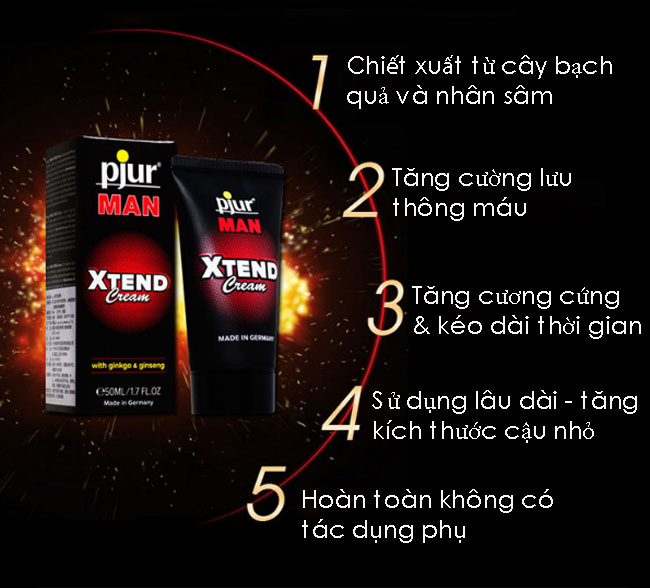 1 Chiết xuất từ cây bạch
quả và nhân sâm
2 Tăng cường lưu
thông máu
3 Tăng cương cứng
& kéo dài thời gian
4 Sử dụng lâu dài - tăng
kích thước cậu nhỏ
5 Hoàn toàn không có
tác dụng phụ
pjur®
MAN
XTEND
Cream
with ginkgo & ginseng
℮50ML/1.7 FL.OZ
Made in Germany
pjur®
MAN
XTEND
Cream
MADE IN GERMANY